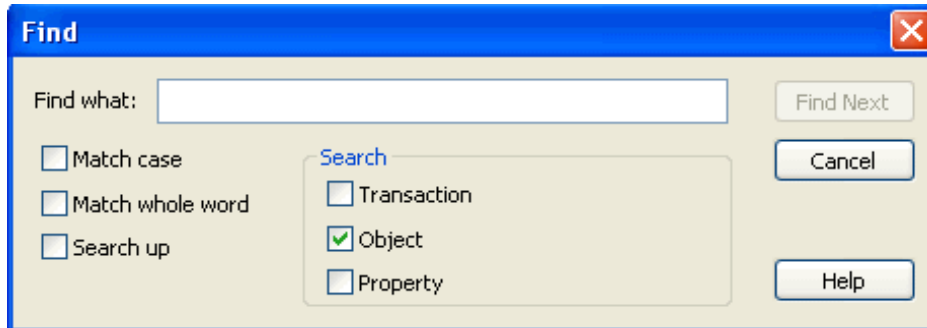 Find
Find what:
Find Next
Match case
Match whole word
Search up
Search
Transaction
Object
Property
Cancel
Help